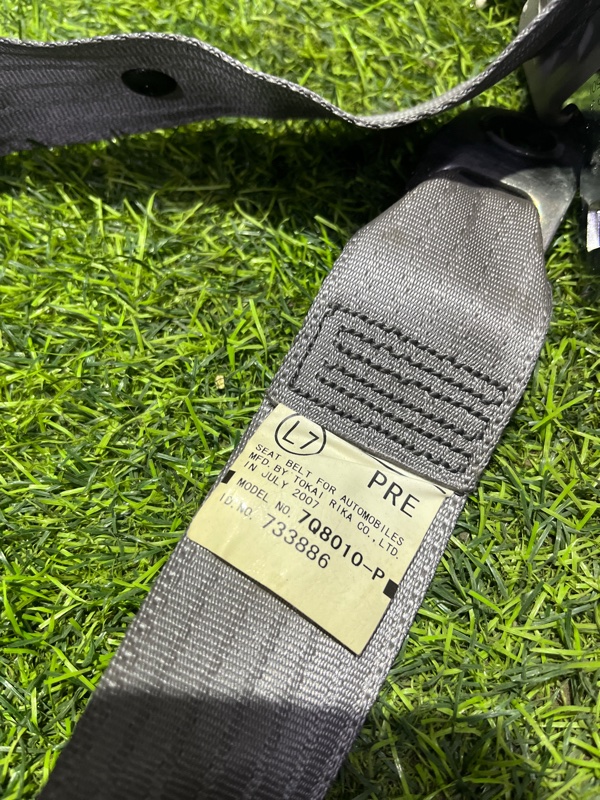 L7
PRE
SEAT BELT FOR AUTOMOBILES
MFD. BY TOKAI RIKA CO., LTD.
IN JULY 2007
MODEL NO. 7Q8010-P
ID.NO. 733886